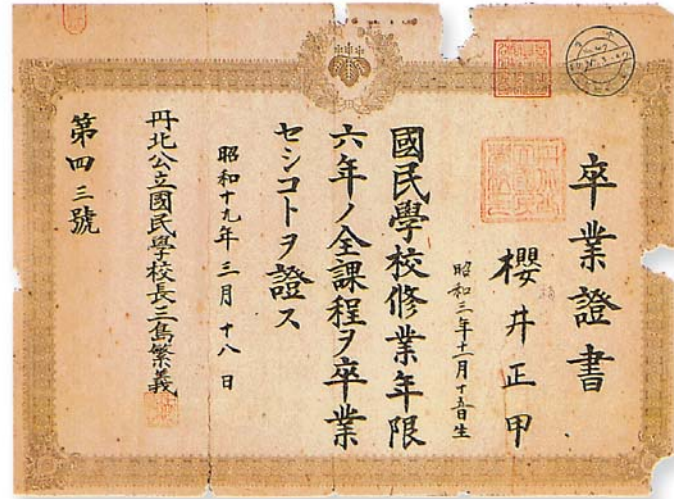 卒業證書
櫻井正甲
昭和三年十一月十五日生
國民學校修業年限
六年ノ全課程ヲ卒業
セシコトヲ證ス
昭和十九年三月十八日
丹北公立國民學校長三島繁義
第四三號